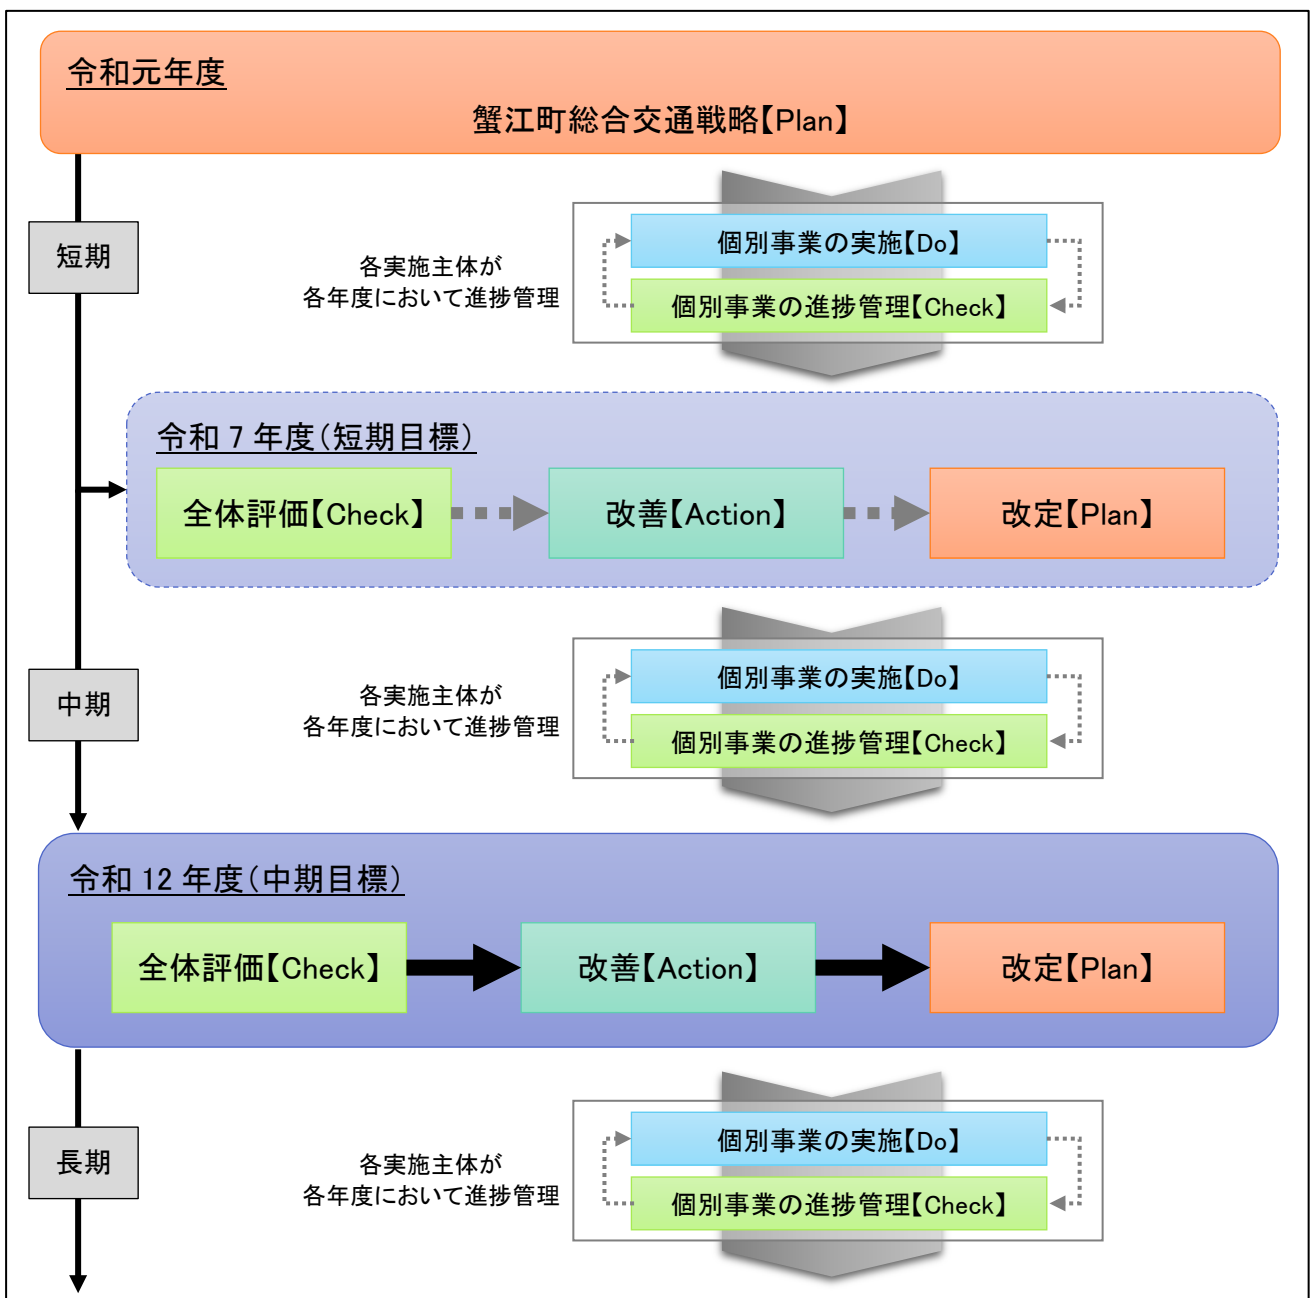 令和元年度
蟹江町総合交通戦略【Plan】
短期
各実施主体が
各年度において進捗管理
個別事業の実施【Do】
個別事業の進捗管理【Check】
令和 7 年度（短期目標）
全体評価【Check】
改善【Action】
改定【Plan】
中期
各実施主体が
各年度において進捗管理
個別事業の実施【Do】
個別事業の進捗管理【Check】
令和 12 年度（中期目標）
全体評価【Check】
改善【Action】
改定【Plan】
長期
各実施主体が
各年度において進捗管理
個別事業の実施【Do】
個別事業の進捗管理【Check】